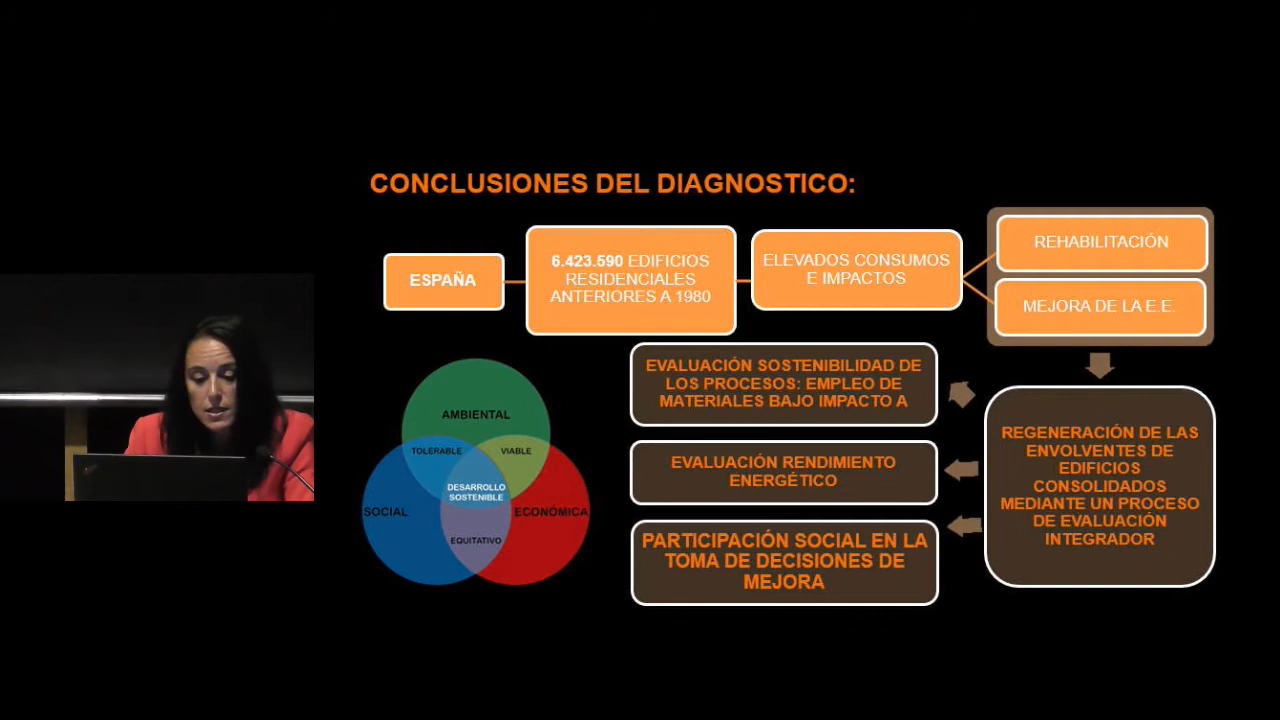 CONCLUSIONES DEL DIAGNOSTICO:
ESPAÑA
6.423.590 EDIFICIOS
RESIDENCIALES
ANTERIORES A 1980
ELEVADOS CONSUMOS
E IMPACTOS
REHABILITACIÓN
MEJORA DE LA E.E.
REGENERACIÓN DE LAS
ENVOLVENTES DE
EDIFICIOS
CONSOLIDADOS
MEDIANTE UN PROCESO
DE EVALUACIÓN
INTEGRADOR
EVALUACIÓN SOSTENIBILIDAD DE
LOS PROCESOS: EMPLEO DE
MATERIALES BAJO IMPACTO A
EVALUACIÓN RENDIMIENTO
ENERGÉTICO
PARTICIPACIÓN SOCIAL EN LA
TOMA DE DECISIONES DE
MEJORA
AMBIENTAL
TOLERABLE
VIABLE
DESARROLLO
SOSTENIBLE
SOCIAL
ECONÓMICA
EQUITATIVO